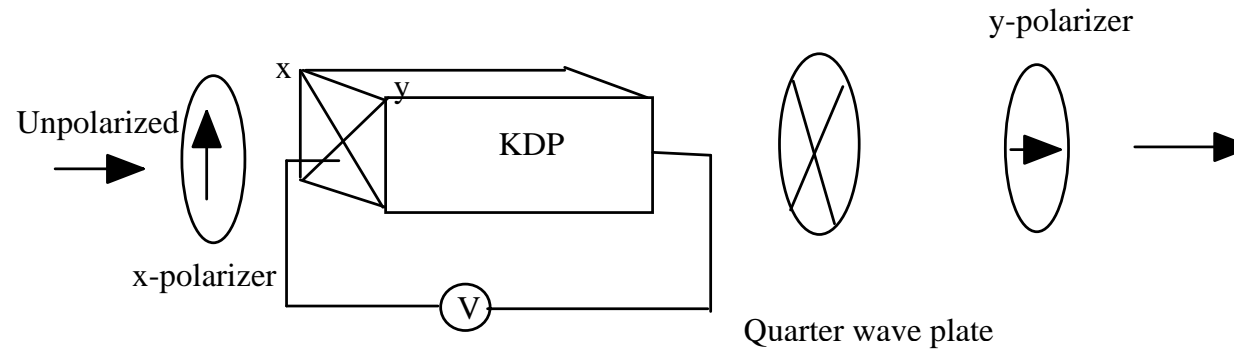 y-polarizer
x
y
Unpolarized
KDP
x-polarizer
V
Quarter wave plate